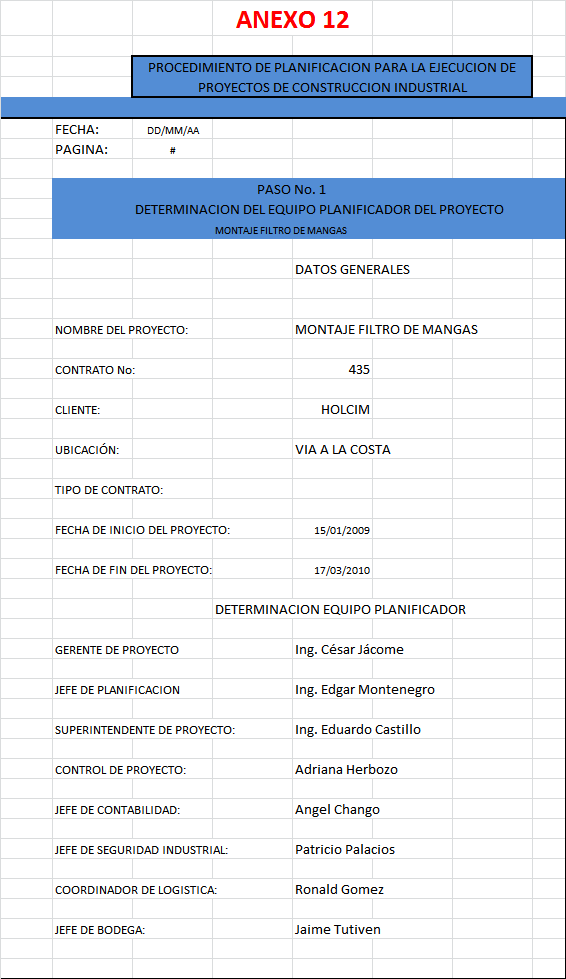 ANEXO 12
PROCEDIMIENTO DE PLANIFICACION PARA LA EJECUCION DE
PROYECTOS DE CONSTRUCCION INDUSTRIAL
FECHA: DD/MM/AA
PAGINA: #
PASO No. 1
DETERMINACION DEL EQUIPO PLANIFICADOR DEL PROYECTO
MONTAJE FILTRO DE MANGAS
DATOS GENERALES
NOMBRE DEL PROYECTO: MONTAJE FILTRO DE MANGAS
CONTRATO No: 435
CLIENTE: HOLCIM
UBICACIÓN: VIA A LA COSTA
TIPO DE CONTRATO:
FECHA DE INICIO DEL PROYECTO: 15/01/2009
FECHA DE FIN DEL PROYECTO: 17/03/2010
DETERMINACION EQUIPO PLANIFICADOR
GERENTE DE PROYECTO Ing. César Jácome
JEFE DE PLANIFICACION Ing. Edgar Montenegro
SUPERINTENDENTE DE PROYECTO: Ing. Eduardo Castillo
CONTROL DE PROYECTO: Adriana Herbozo
JEFE DE CONTABILIDAD: Angel Chango
JEFE DE SEGURIDAD INDUSTRIAL: Patricio Palacios
COORDINADOR DE LOGISTICA: Ronald Gomez
JEFE DE BODEGA: Jaime Tutiven